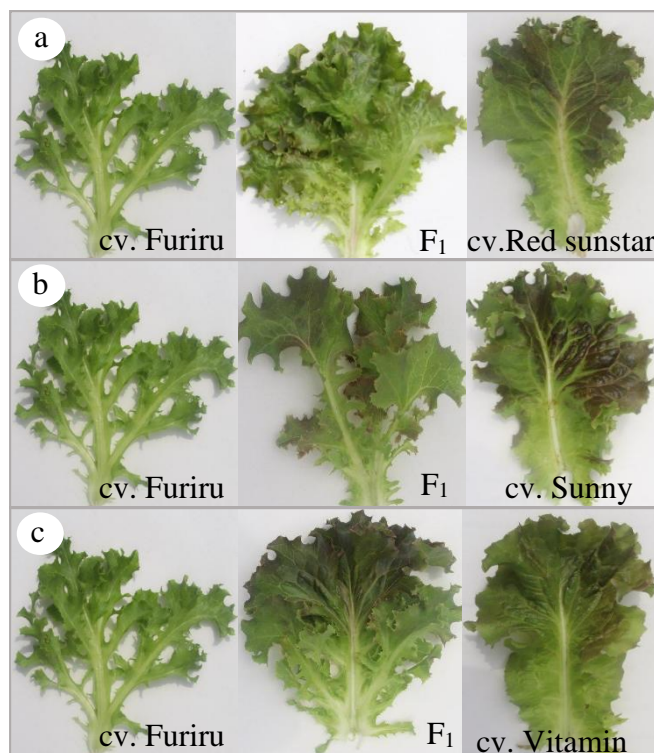 a
cv. Furiru
F₁
cv.Red sunstar
b
cv. Furiru
F₁
cv. Sunny
c
cv. Furiru
F₁
cv. Vitamin